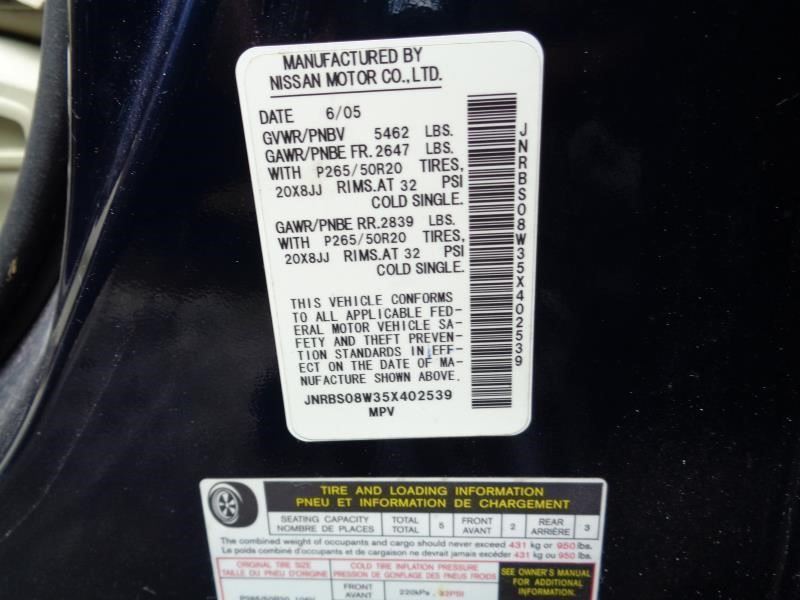 MANUFACTURED BY
NISSAN MOTOR CO., LTD.
DATE 6/05
GVWR/PNBV 5462 LBS.
GAWR/PNBE FR. 2647 LBS.
WITH P265/50R20 TIRES,
20X8JJ RIMS. AT 32 PSI
COLD SINGLE.
GAWR/PNBE RR. 2839 LBS.
WITH P265/50R20 TIRES,
20X8JJ RIMS. AT 32 PSI
COLD SINGLE.
THIS VEHICLE CONFORMS
TO ALL APPLICABLE FED-
ERAL MOTOR VEHICLE SA-
FETY AND THEFT PREVEN-
TION STANDARDS IN EFF-
ECT ON THE DATE OF MA-
NUFACTURE SHOWN ABOVE.
JNRBS08W35X402539
MPV
JNRBS08W35X402539
TIRE AND LOADING INFORMATION
PNEU ET INFORMATION DE CHARGEMENT
SEATING CAPACITY TOTAL 5 FRONT 2 REAR 3
NOMBRE DE PLACES TOTAL AVANT ARRIÈRE
The combined weight of occupants and cargo should never exceed 431 kg or 950 lbs.
Le poids combiné d'occupants et de cargaison ne devrait jamais excéder 431 kg ou 950 lbs.
ORIGINAL TIRE SIZE COLD TIRE INFLATION PRESSURE
TAILLE DU PNEU D'ORIGINE PRESSION DE GONFLAGE DES PNEUS FROIDS
SEE OWNER'S MANUAL
FOR ADDITIONAL
INFORMATION.
FRONT
AVANT
P265/50R20 106V 220kPa, 32PSI